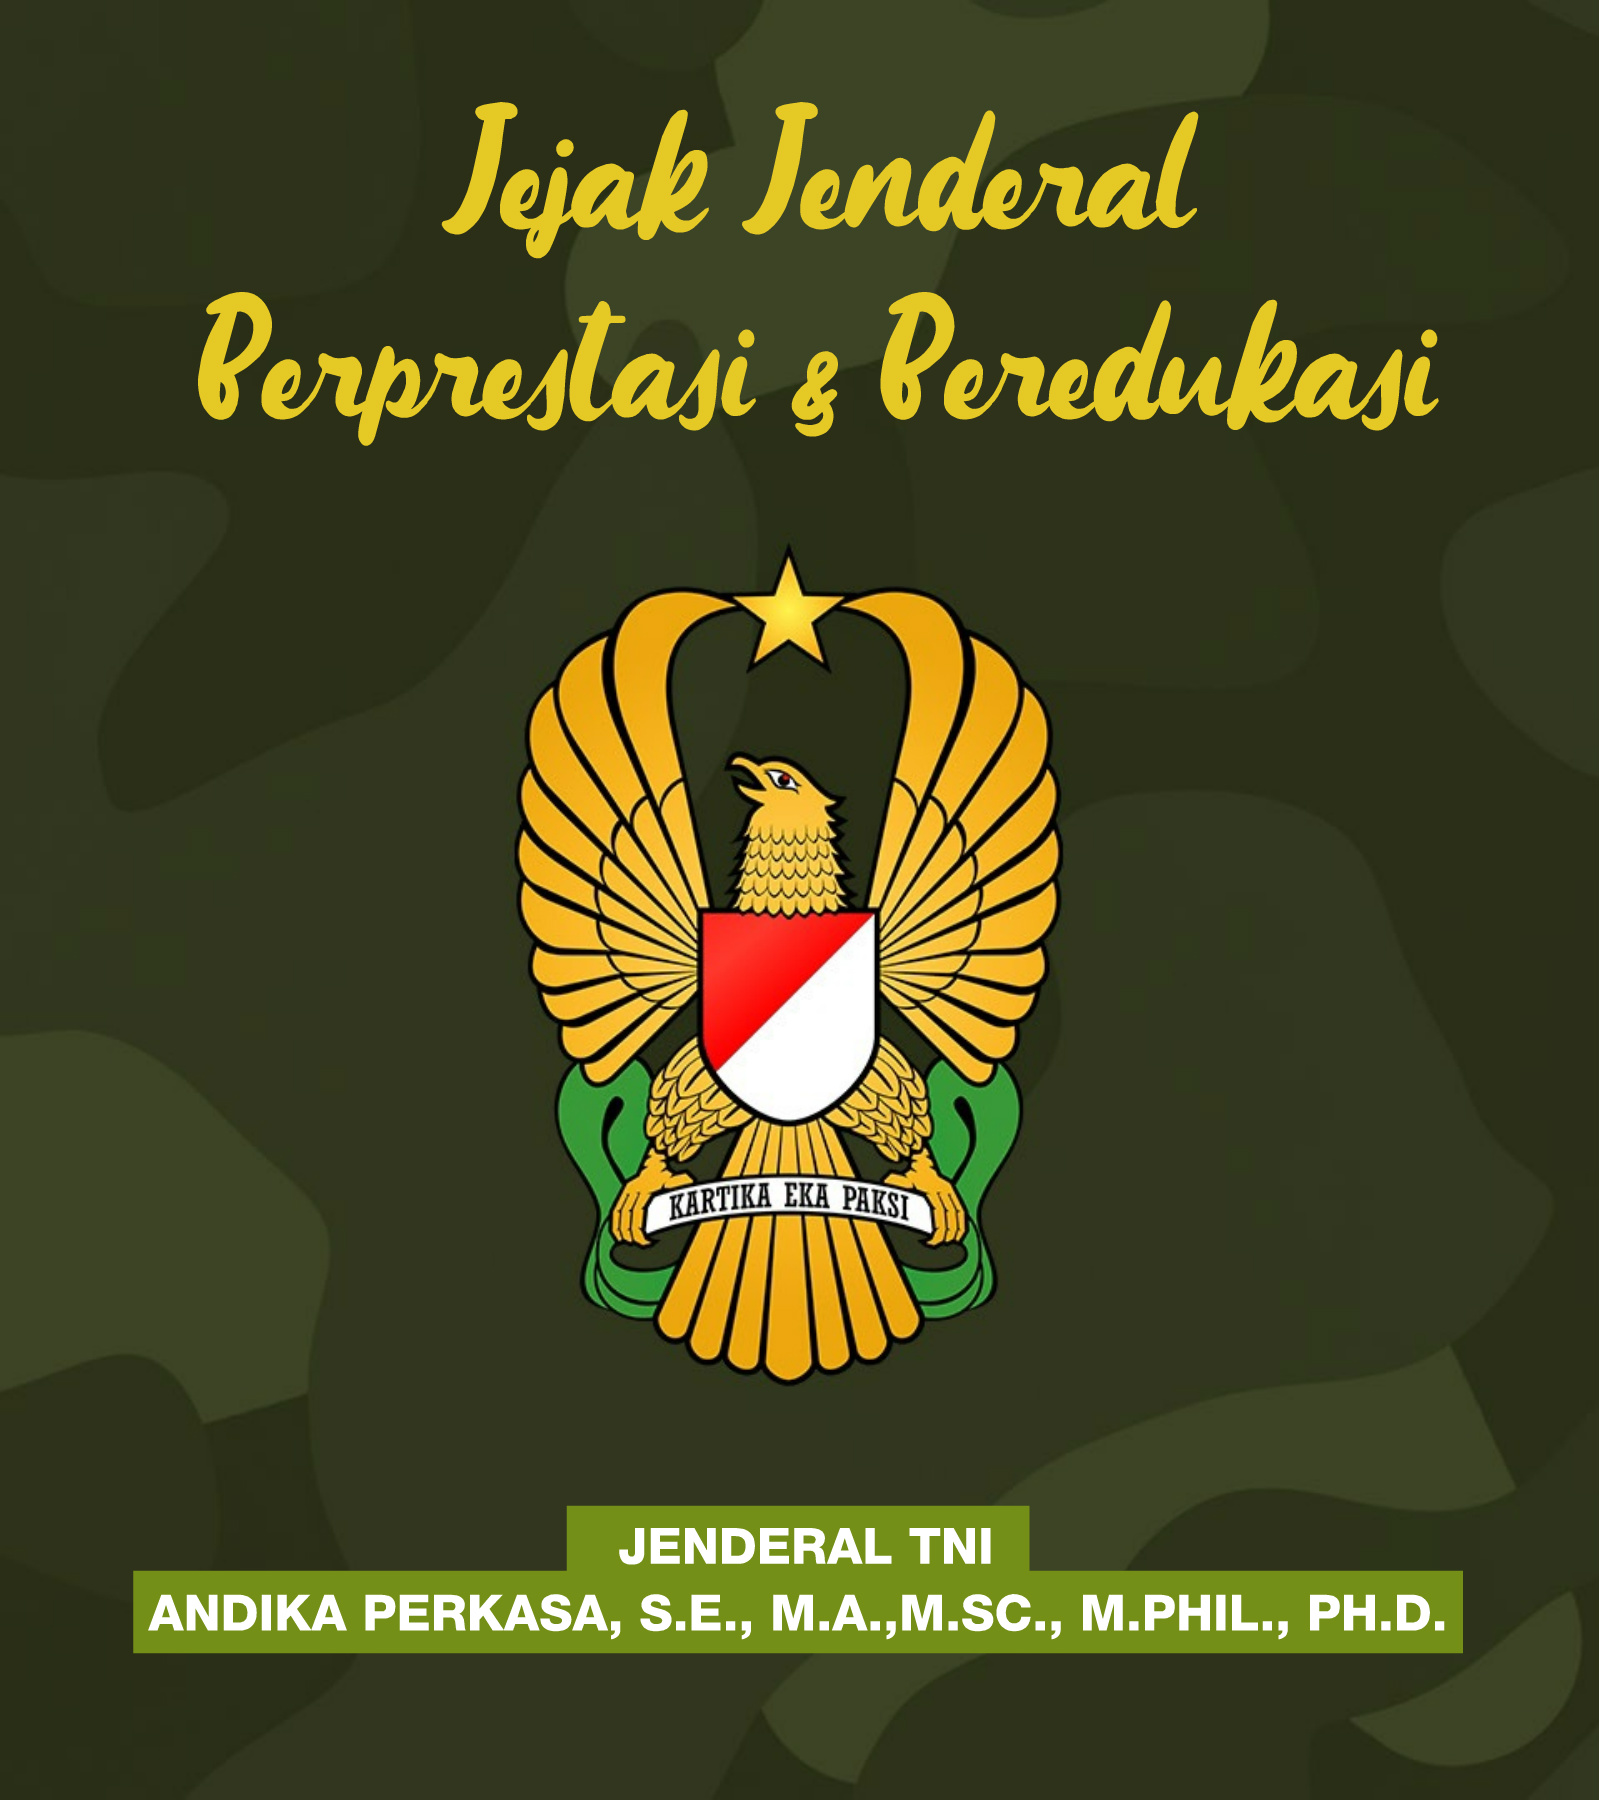 Jejak Jenderal
Berprestasi & Beredukasi
KARTIKA EKA PAKSI
JENDERAL TNI
ANDIKA PERKASA, S.E., M.A.,M.SC., M.PHIL., PH.D.